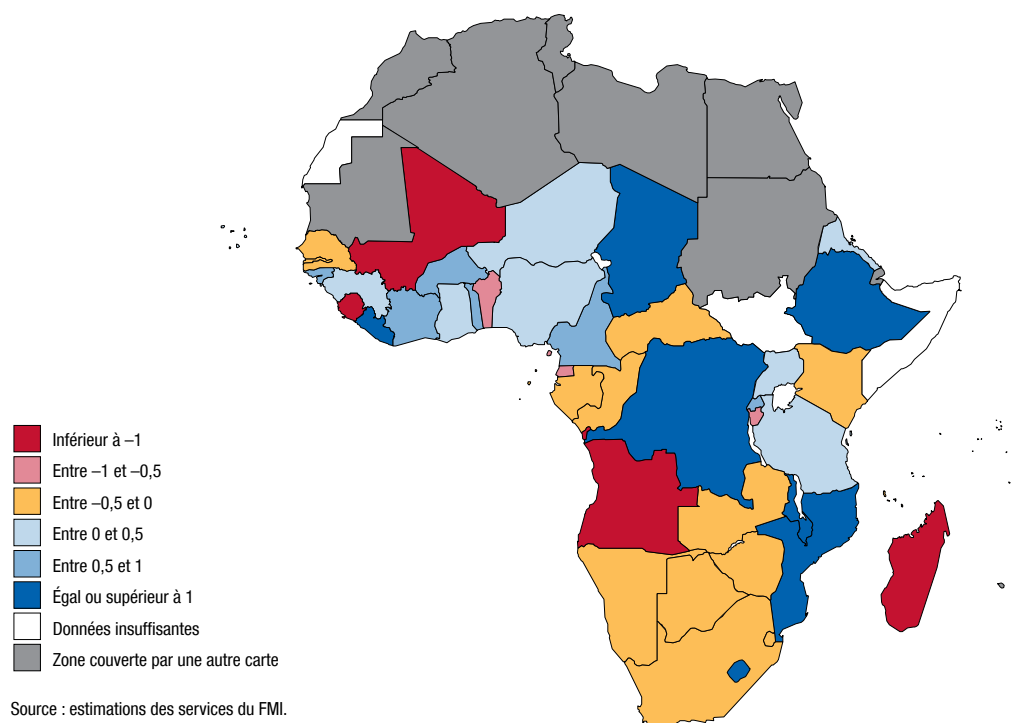 Inférieur à –1
Entre –1 et –0,5
Entre –0,5 et 0
Entre 0 et 0,5
Entre 0,5 et 1
Égal ou supérieur à 1
Données insuffisantes
Zone couverte par une autre carte
Source : estimations des services du FMI.